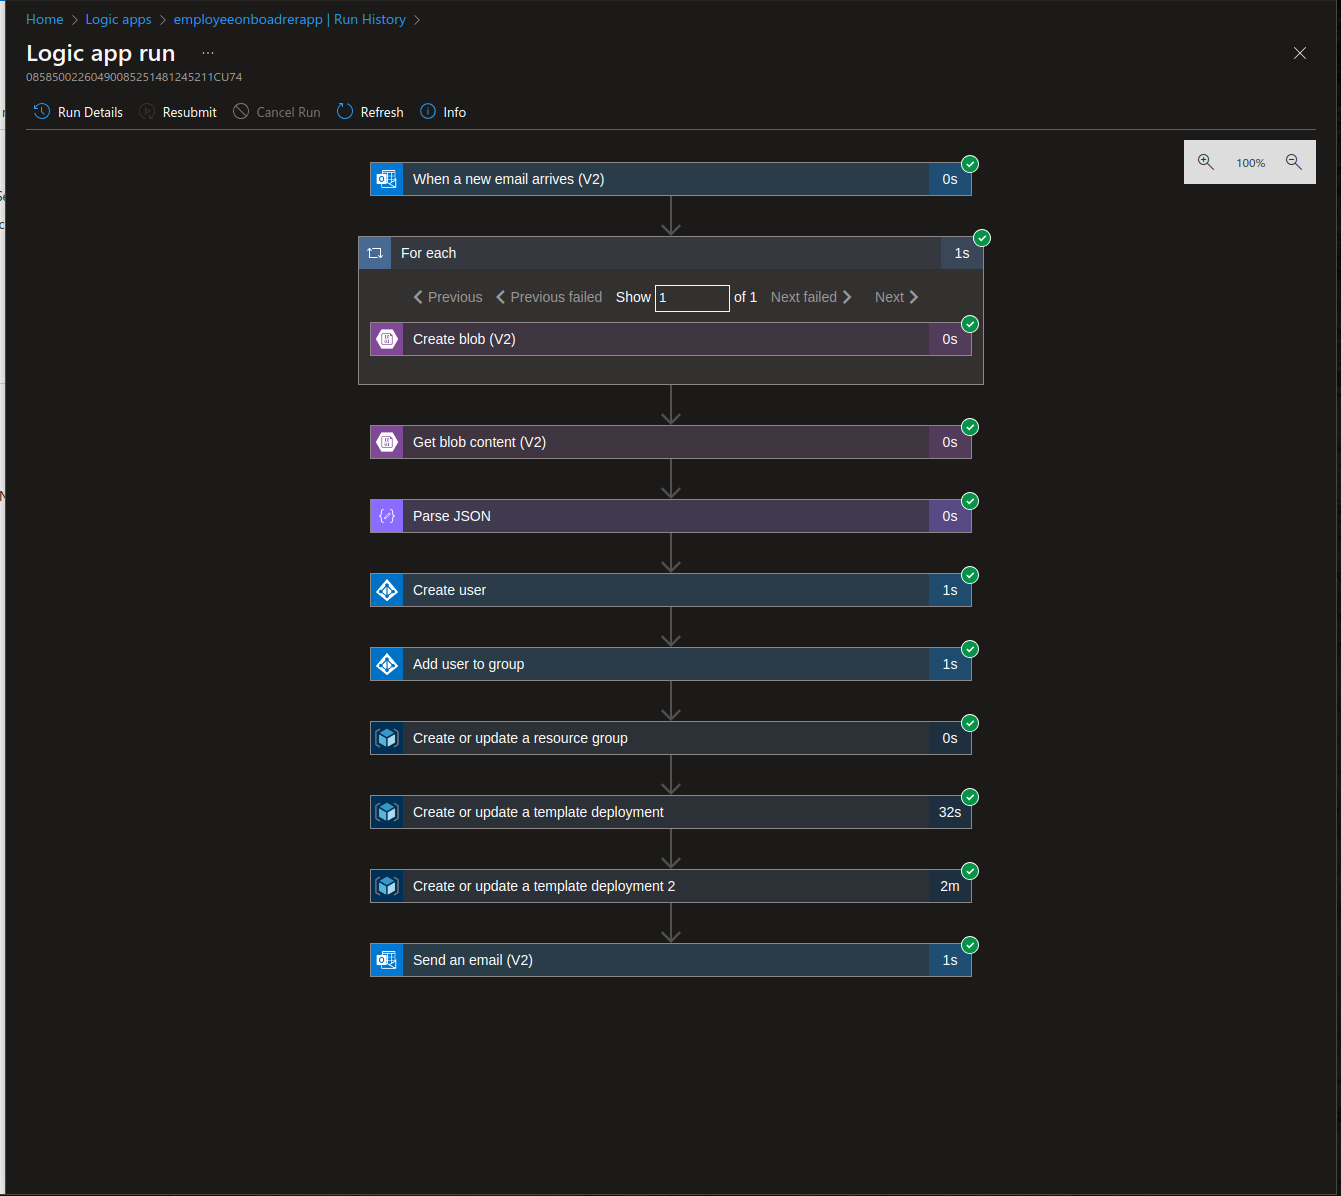 Home > Logic apps > employeeonboadrerapp | Run History >
Logic app run ...
08585002260490085251481245211CU74
Run Details Resubmit Cancel Run Refresh Info
100%
When a new email arrives (V2) 0s
For each 1s
Previous Previous failed Show 1 of 1 Next failed Next
Create blob (V2) 0s
Get blob content (V2) 0s
Parse JSON 0s
Create user 1s
Add user to group 1s
Create or update a resource group 0s
Create or update a template deployment 32s
Create or update a template deployment 2 2m
Send an email (V2) 1s